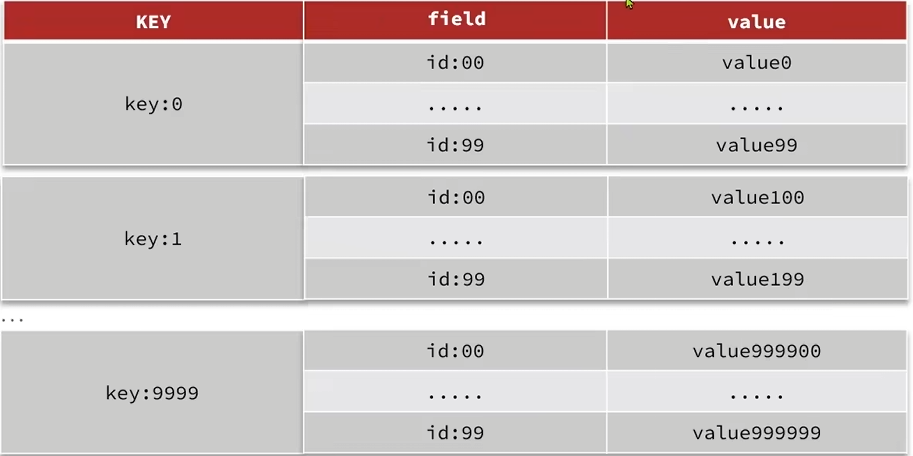 KEY field value
id:00 value0
key:0 ..... .....
id:99 value99
id:00 value100
key:1 ..... .....
id:99 value199
...
id:00 value999900
key:9999 ..... .....
id:99 value999999